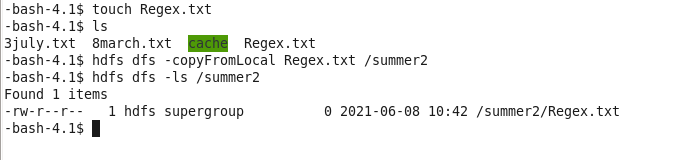 -bash-4.1$ touch Regex.txt
-bash-4.1$ ls
3july.txt  8march.txt  cache  Regex.txt
-bash-4.1$ hdfs dfs -copyFromLocal Regex.txt /summer2
-bash-4.1$ hdfs dfs -ls /summer2
Found 1 items
-rw-r--r--   1 hdfs supergroup          0 2021-06-08 10:42 /summer2/Regex.txt
-bash-4.1$